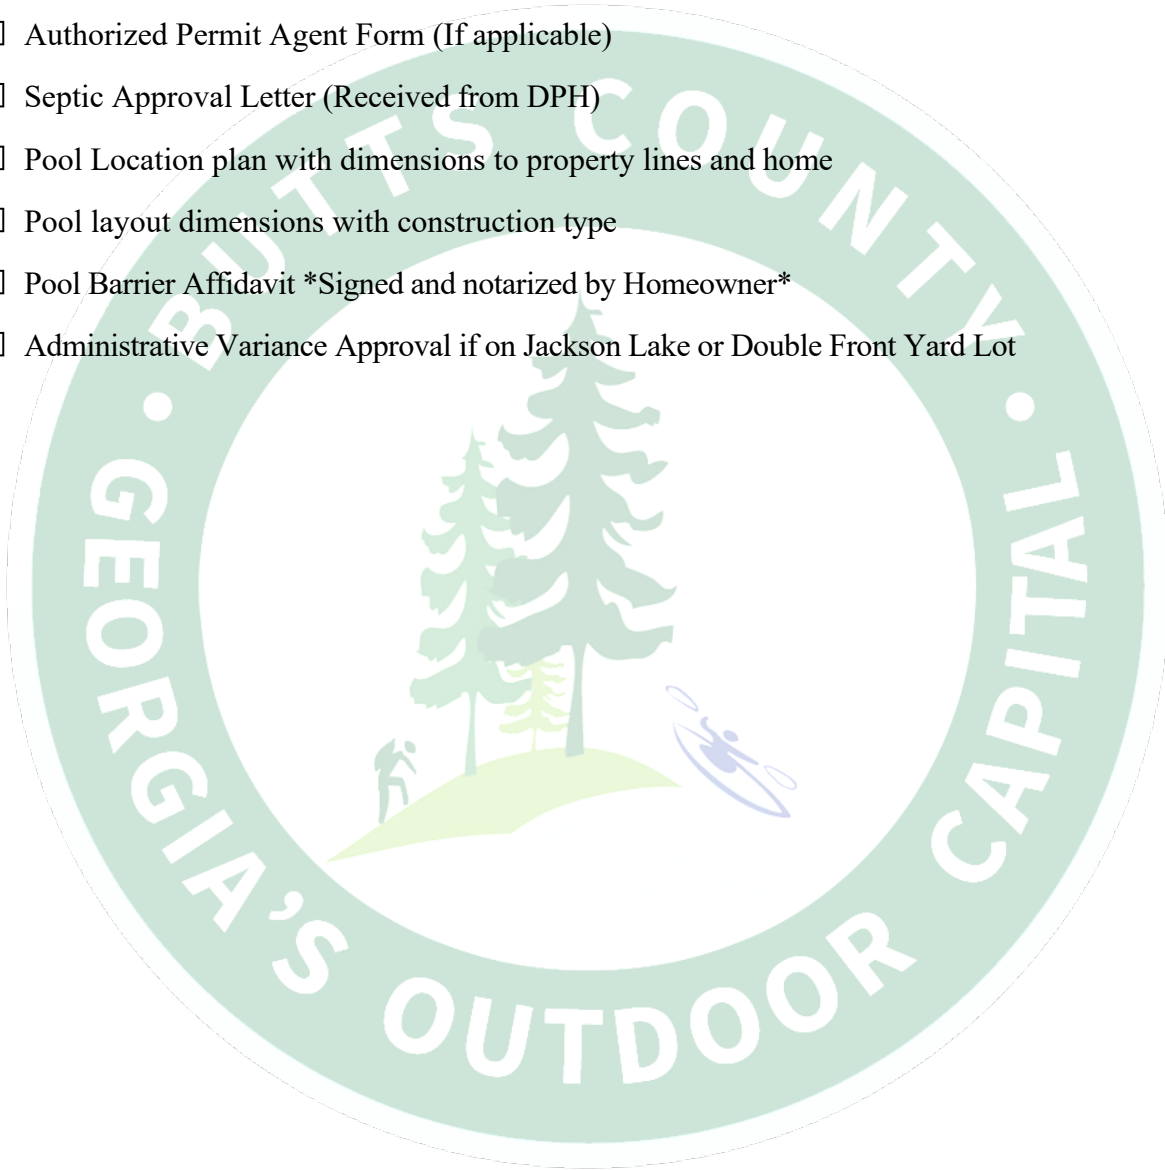 Authorized Permit Agent Form (If applicable)
Septic Approval Letter (Received from DPH)
Pool Location plan with dimensions to property lines and home
Pool layout dimensions with construction type
Pool Barrier Affidavit *Signed and notarized by Homeowner*
Administrative Variance Approval if on Jackson Lake or Double Front Yard Lot
• BUTTS COUNTY •
GEORGIA'S OUTDOOR CAPITAL